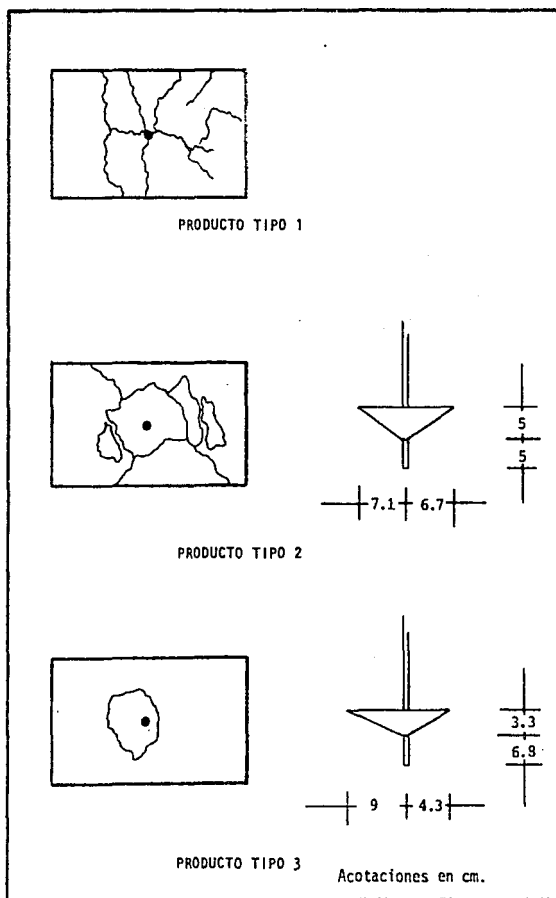 PRODUCTO TIPO 1
5
5
7.1 6.7
PRODUCTO TIPO 2
3.3
6.8
9 4.3
PRODUCTO TIPO 3
Acotaciones en cm.